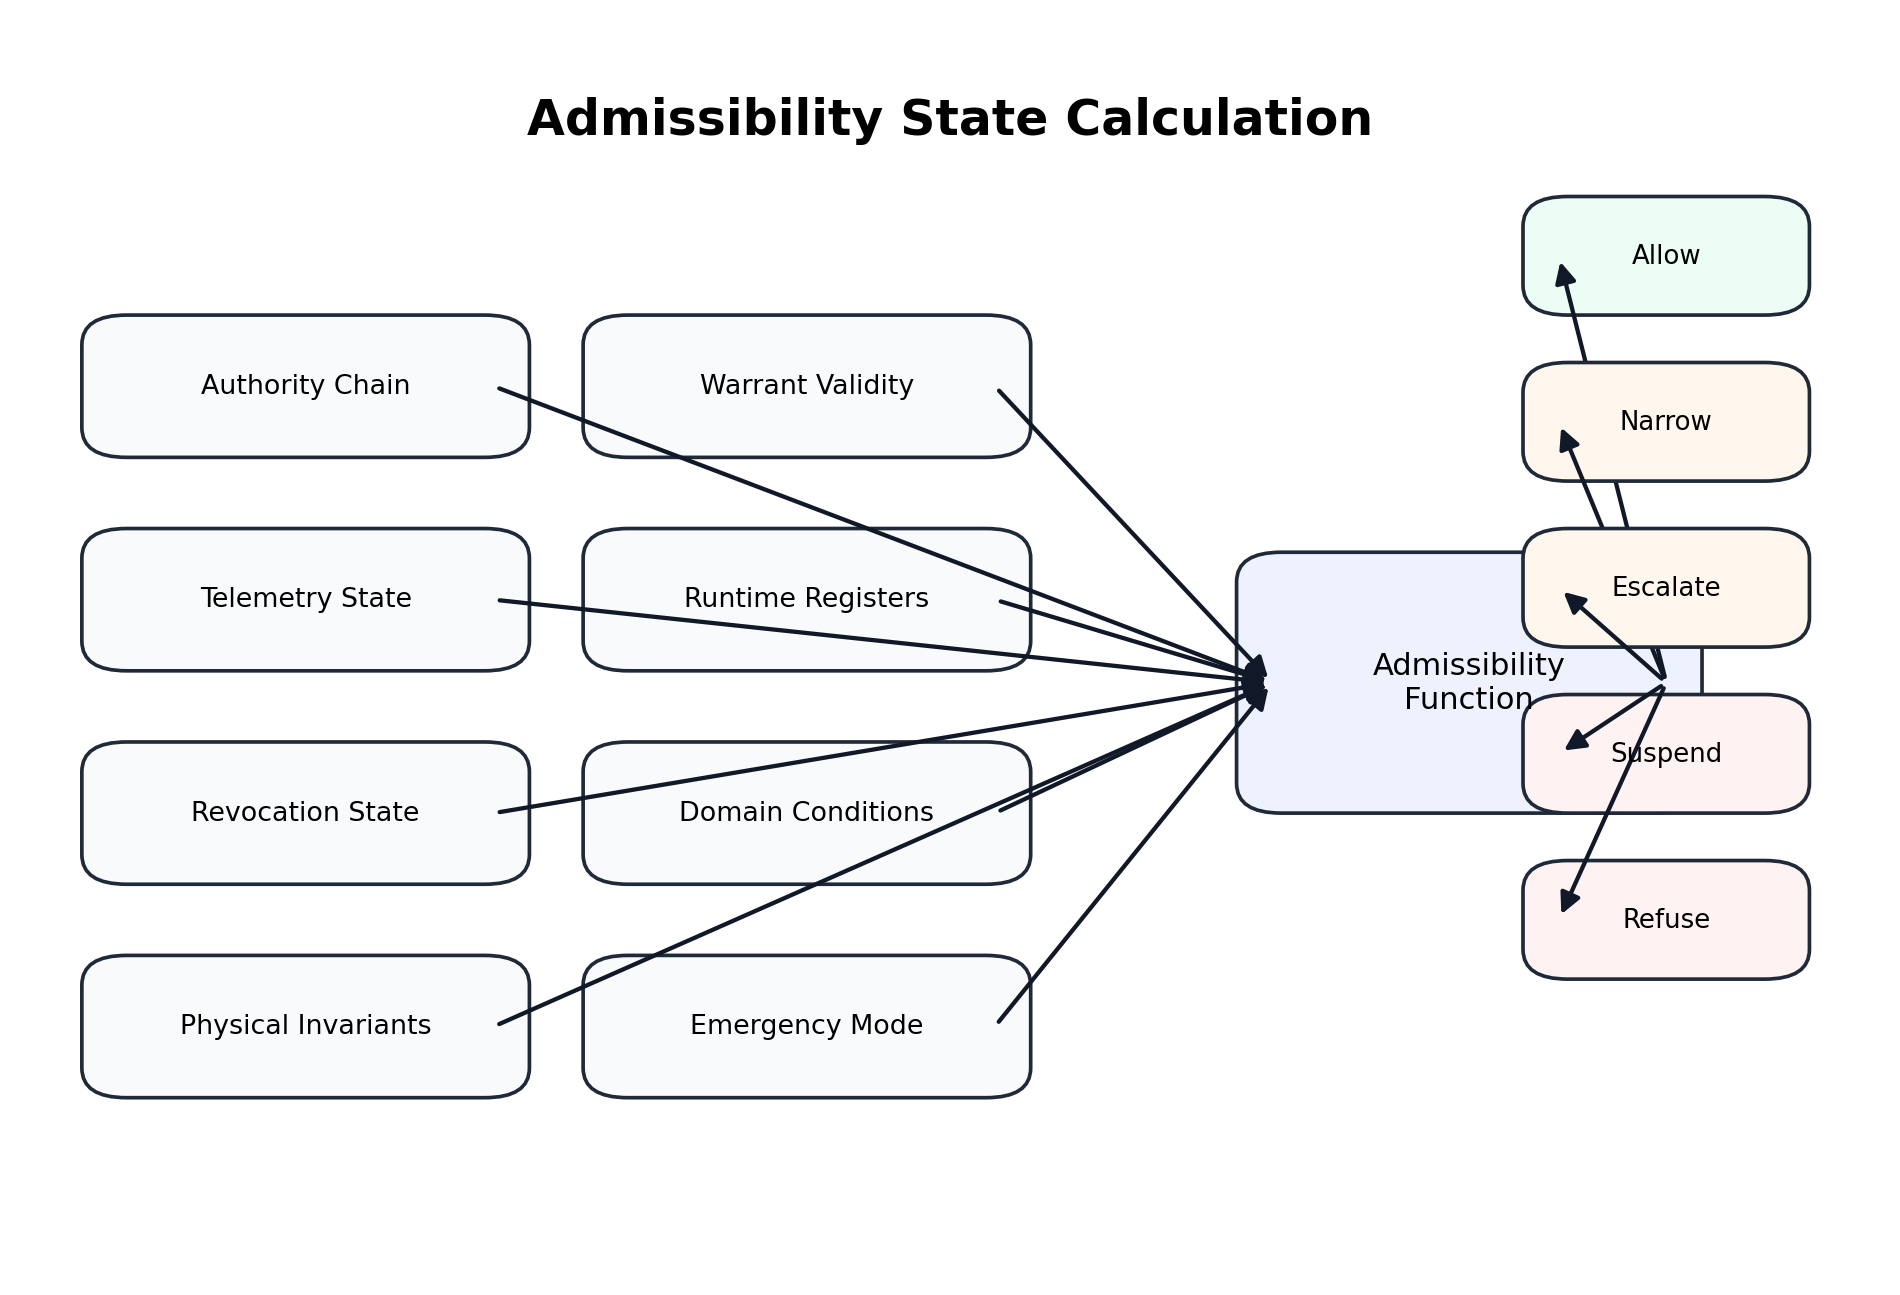 Admissibility State Calculation
Authority Chain
Warrant Validity
Telemetry State
Runtime Registers
Revocation State
Domain Conditions
Physical Invariants
Emergency Mode
Admissibility
Function
Allow
Narrow
Escalate
Suspend
Refuse